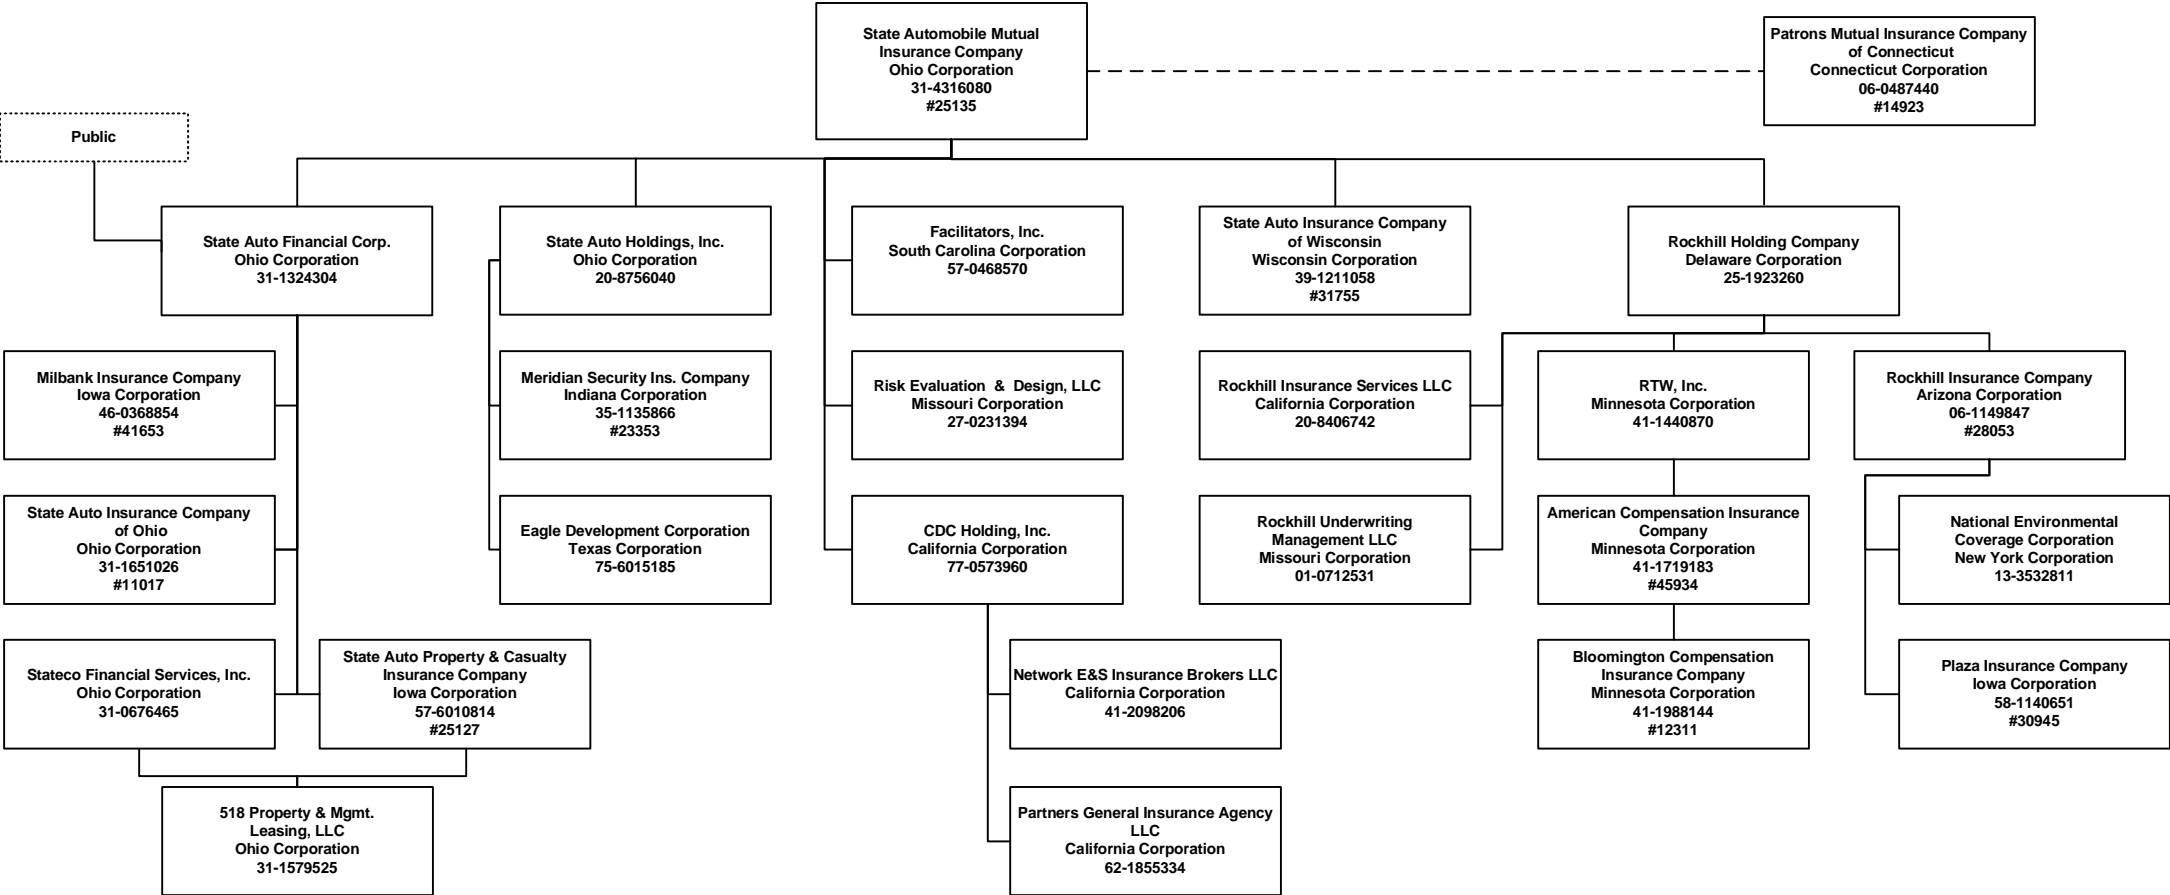 State Automobile Mutual
Insurance Company
Ohio Corporation
31-4316080
#25135
Patrons Mutual Insurance Company
of Connecticut
Connecticut Corporation
06-0487440
#14923
Public
State Auto Financial Corp.
Ohio Corporation
31-1324304
State Auto Holdings, Inc.
Ohio Corporation
20-8756040
Facilitators, Inc.
South Carolina Corporation
57-0468570
State Auto Insurance Company
of Wisconsin
Wisconsin Corporation
39-1211058
#31755
Rockhill Holding Company
Delaware Corporation
25-1923260
Milbank Insurance Company
Iowa Corporation
46-0368854
#41653
Meridian Security Ins. Company
Indiana Corporation
35-1135866
#23353
Risk Evaluation & Design, LLC
Missouri Corporation
27-0231394
Rockhill Insurance Services LLC
California Corporation
20-8406742
RTW, Inc.
Minnesota Corporation
41-1440870
Rockhill Insurance Company
Arizona Corporation
06-1149847
#28053
State Auto Insurance Company
of Ohio
Ohio Corporation
31-1651026
#11017
Eagle Development Corporation
Texas Corporation
75-6015185
CDC Holding, Inc.
California Corporation
77-0573960
Rockhill Underwriting
Management LLC
Missouri Corporation
01-0712531
American Compensation Insurance
Company
Minnesota Corporation
41-1719183
#45934
National Environmental
Coverage Corporation
New York Corporation
13-3532811
Stateco Financial Services, Inc.
Ohio Corporation
31-0676465
State Auto Property & Casualty
Insurance Company
Iowa Corporation
57-6010814
#25127
Network E&S Insurance Brokers LLC
California Corporation
41-2098206
Bloomington Compensation
Insurance Company
Minnesota Corporation
41-1988144
#12311
Plaza Insurance Company
Iowa Corporation
58-1140651
#30945
518 Property & Mgmt.
Leasing, LLC
Ohio Corporation
31-1579525
Partners General Insurance Agency
LLC
California Corporation
62-1855334